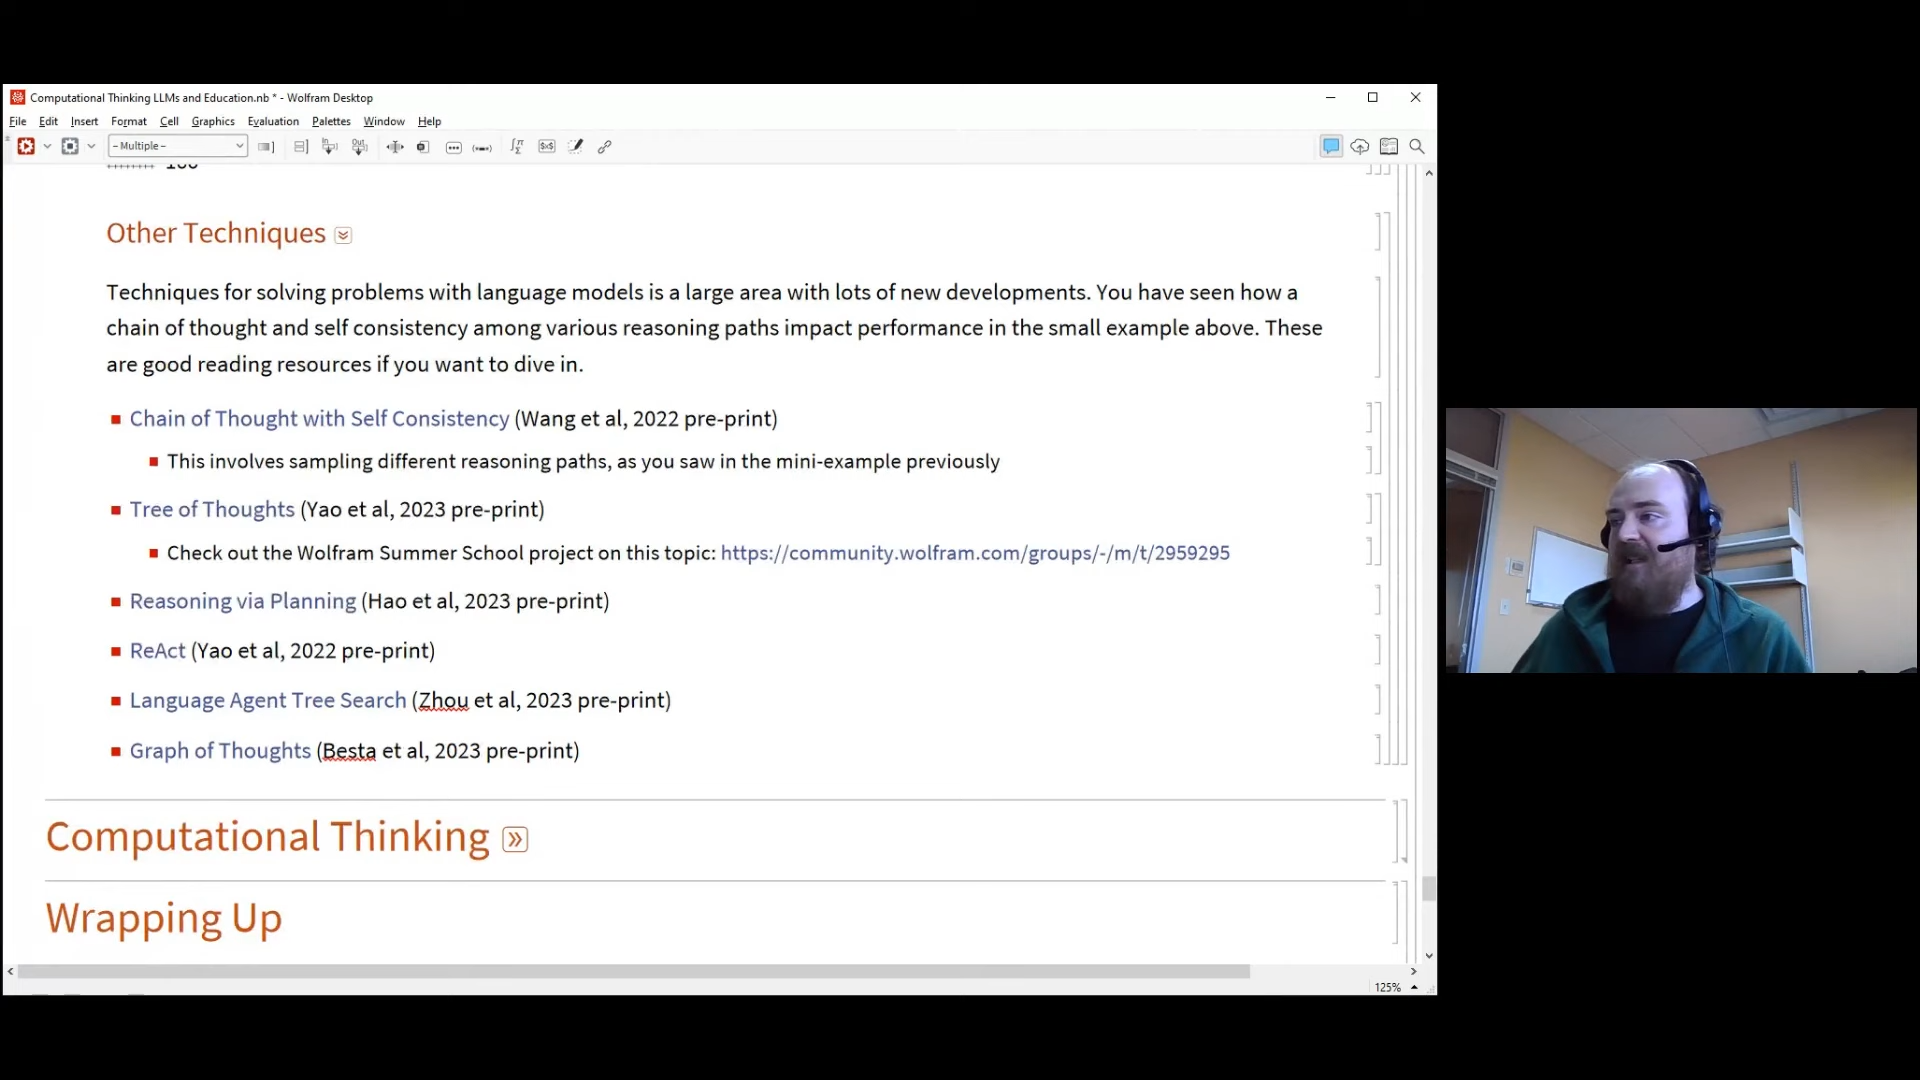 Computational Thinking LLMs and Education.nb * - Wolfram Desktop
File Edit Insert Format Cell Graphics Evaluation Palettes Window Help
- Multiple -
Other Techniques
Techniques for solving problems with language models is a large area with lots of new developments. You have seen how a
chain of thought and self consistency among various reasoning paths impact performance in the small example above. These
are good reading resources if you want to dive in.
Chain of Thought with Self Consistency (Wang et al, 2022 pre-print)
This involves sampling different reasoning paths, as you saw in the mini-example previously
Tree of Thoughts (Yao et al, 2023 pre-print)
Check out the Wolfram Summer School project on this topic: https://community.wolfram.com/groups/-/m/t/2959295
Reasoning via Planning (Hao et al, 2023 pre-print)
ReAct (Yao et al, 2022 pre-print)
Language Agent Tree Search (Zhou et al, 2023 pre-print)
Graph of Thoughts (Besta et al, 2023 pre-print)
Computational Thinking
Wrapping Up
125%